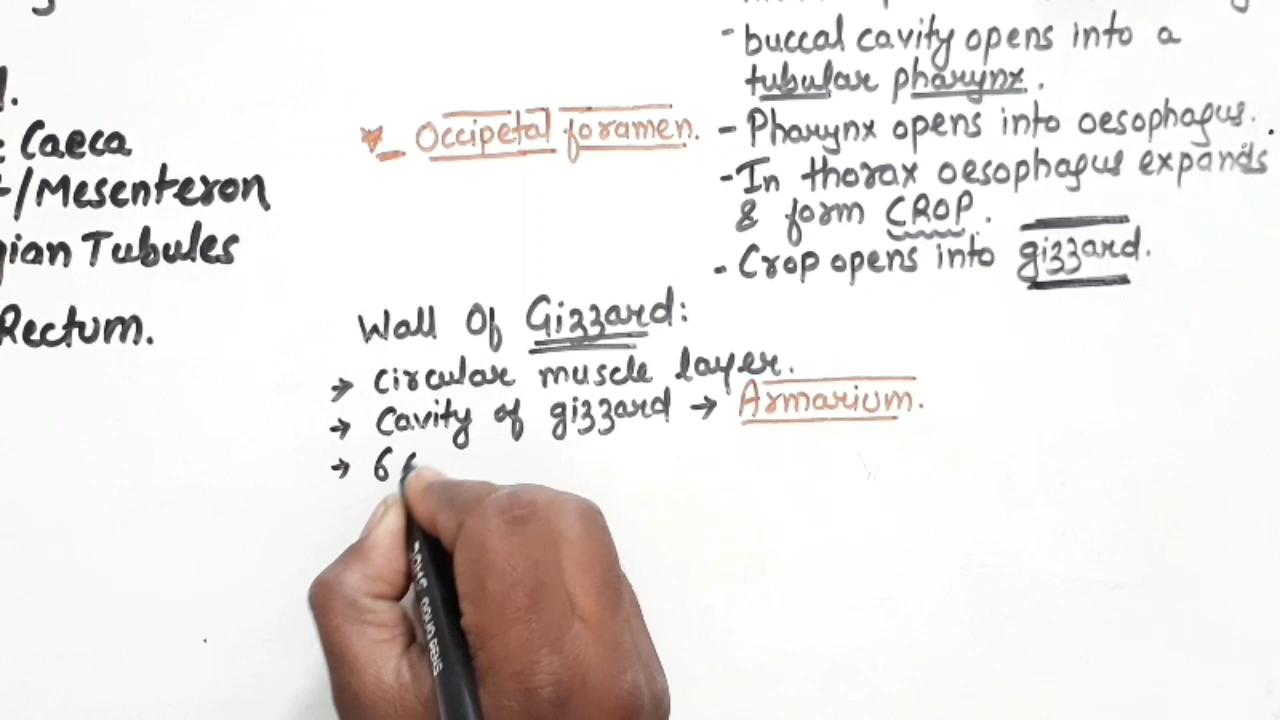 - buccal cavity opens into a
tubular pharynx.
- Pharynx opens into oesophagus.
- In thorax oesophagus expands
& form CROP.
- Crop opens into gizzard.
Caeca
/Mesenteron
gian Tubules
Rectum.
Occipetal foramen.
Wall Of Gizzard:
→ Circular muscle layer.
→ Cavity of gizzard → Armarium.
→ 6
DOMS